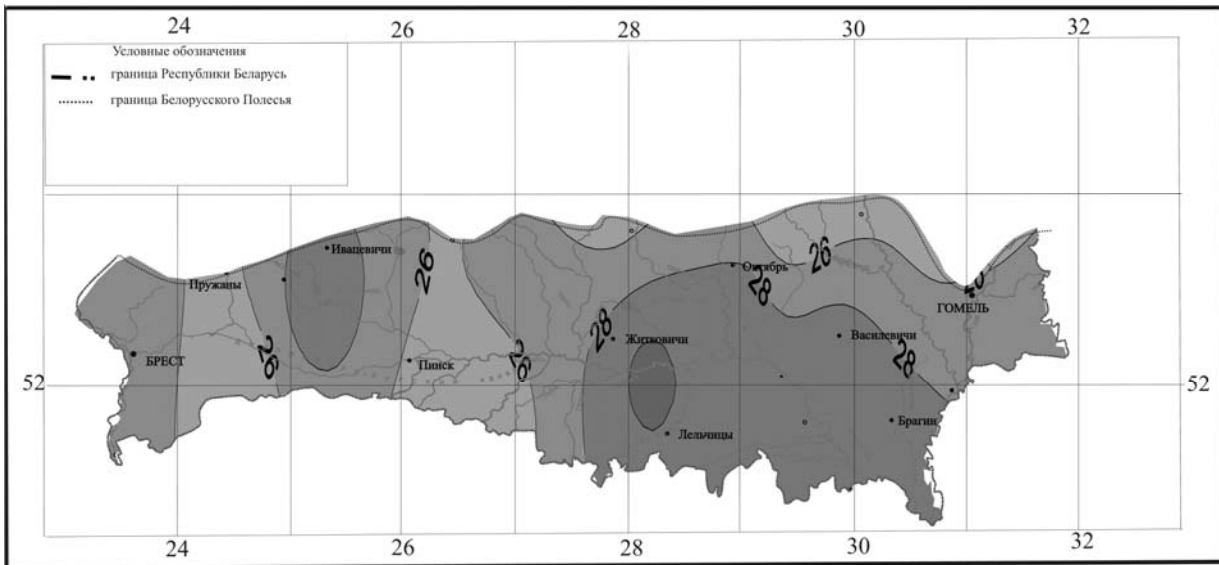 24 26 28 30 32
Условные обозначения
граница Республики Беларусь
граница Белорусского Полесья
Ивацевичи
Пружаны
26
Октябрь
26
28
ГОМЕЛЬ
28
Житковичи
Василевичи
БРЕСТ
26
Пинск
26
28
52 52
Брагин
Лельчицы
24 26 28 30 32